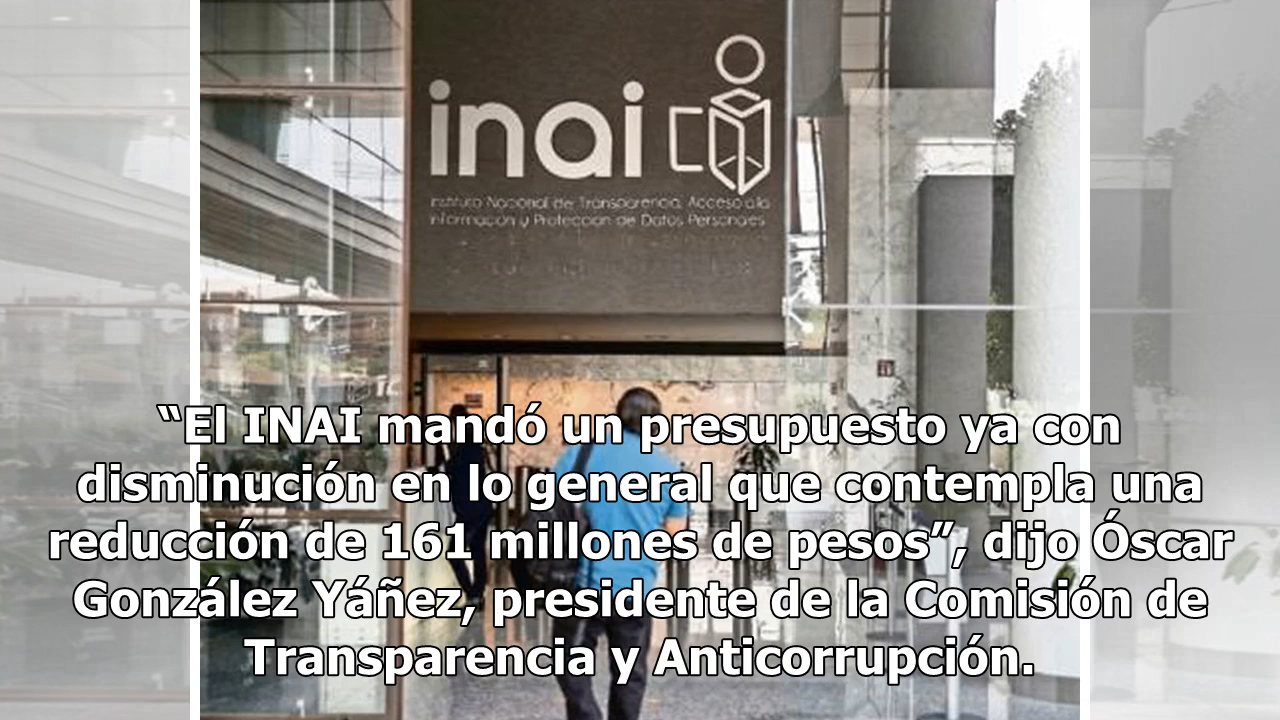 inai
Instituto Nacional de Transparencia, Acceso a la
Información y Protección de Datos Personales
“El INAI mandó un presupuesto ya con
disminución en lo general que contempla una
reducción de 161 millones de pesos”, dijo Óscar
González Yáñez, presidente de la Comisión de
Transparencia y Anticorrupción.